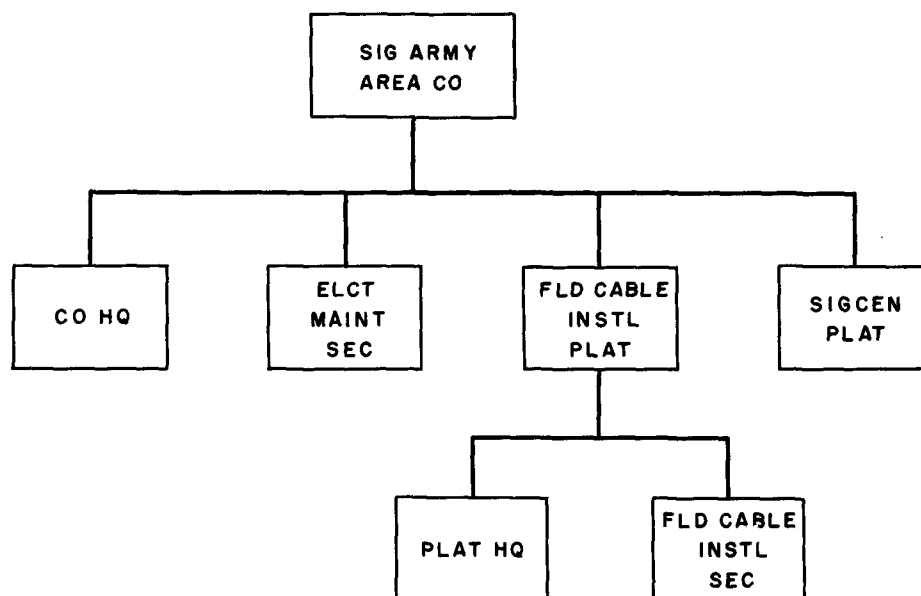 SIG ARMY
AREA CO
CO HQ
ELCT
MAINT
SEC
FLD CABLE
INSTL
PLAT
SIGCEN
PLAT
PLAT HQ
FLD CABLE
INSTL
SEC